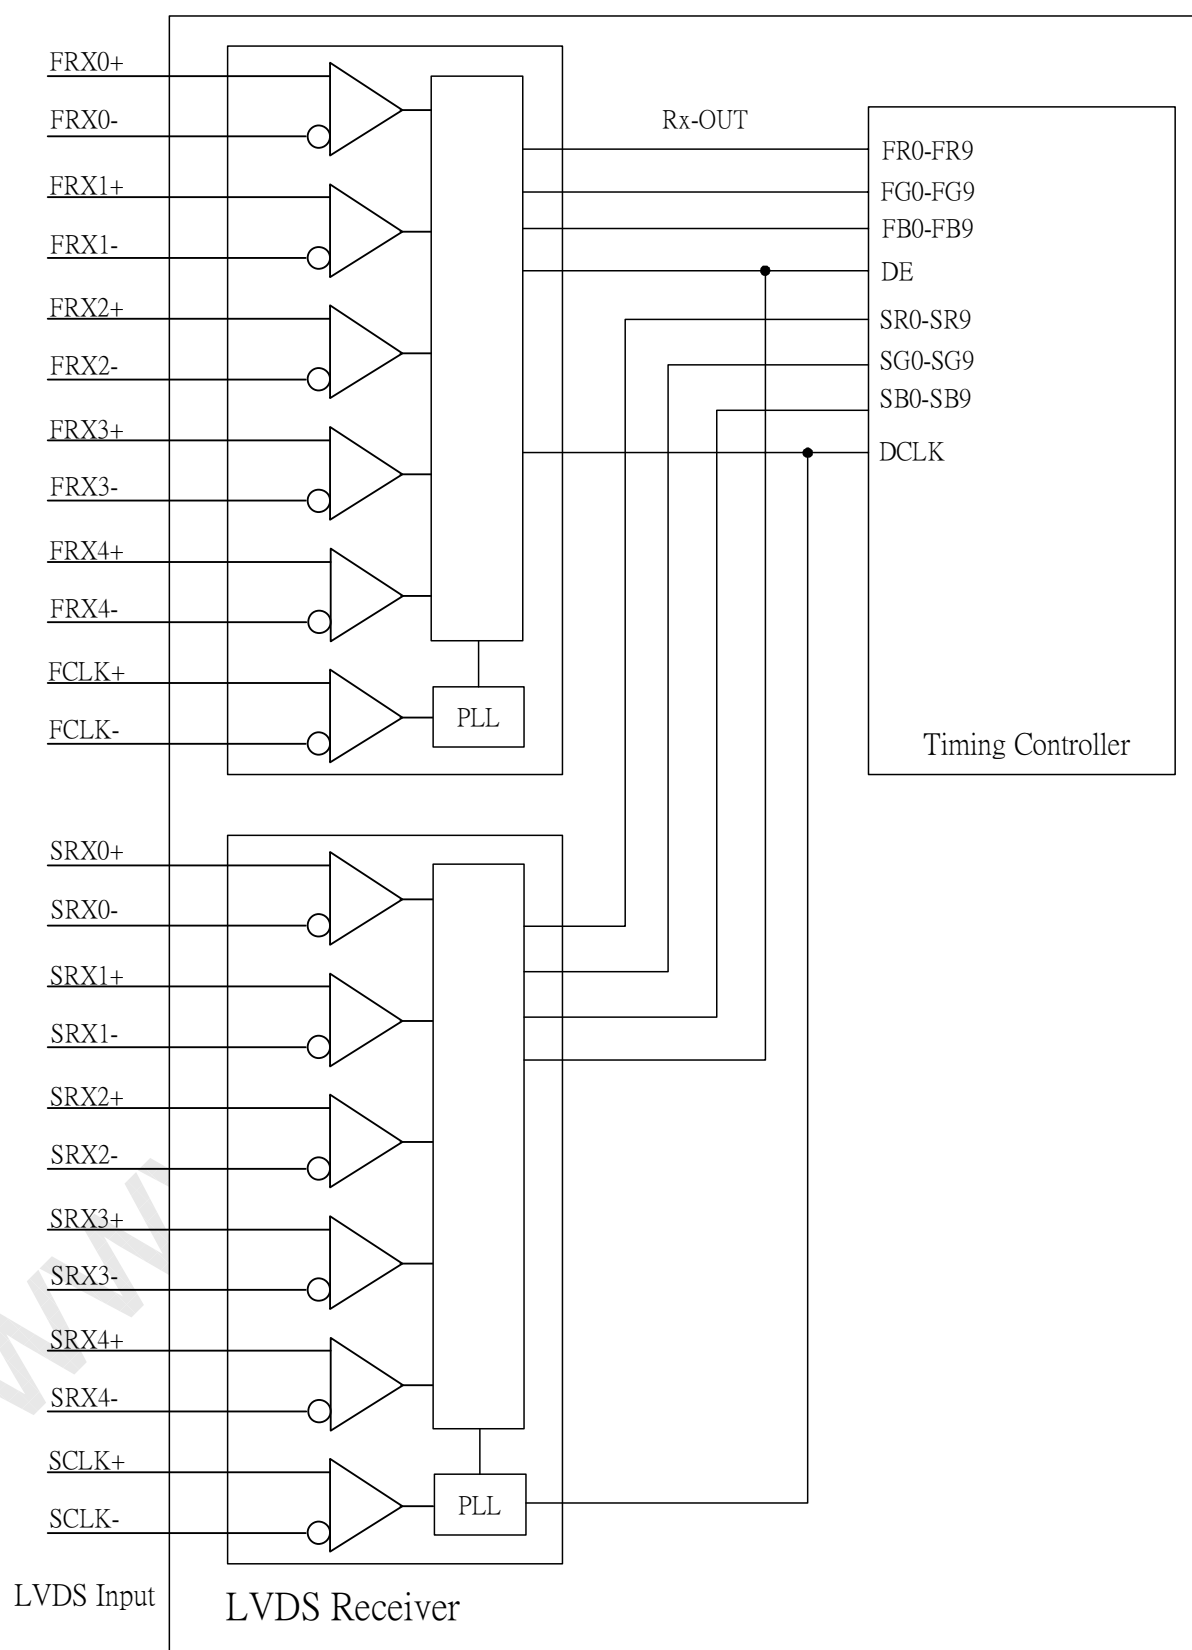 FRX0+
FRX0-
FRX1+
FRX1-
FRX2+
FRX2-
FRX3+
FRX3-
FRX4+
FRX4-
FCLK+
FCLK-
PLL
Rx-OUT
FR0-FR9
FG0-FG9
FB0-FB9
DE
SR0-SR9
SG0-SG9
SB0-SB9
DCLK
Timing Controller
SRX0+
SRX0-
SRX1+
SRX1-
SRX2+
SRX2-
SRX3+
SRX3-
SRX4+
SRX4-
SCLK+
SCLK-
PLL
LVDS Input
LVDS Receiver